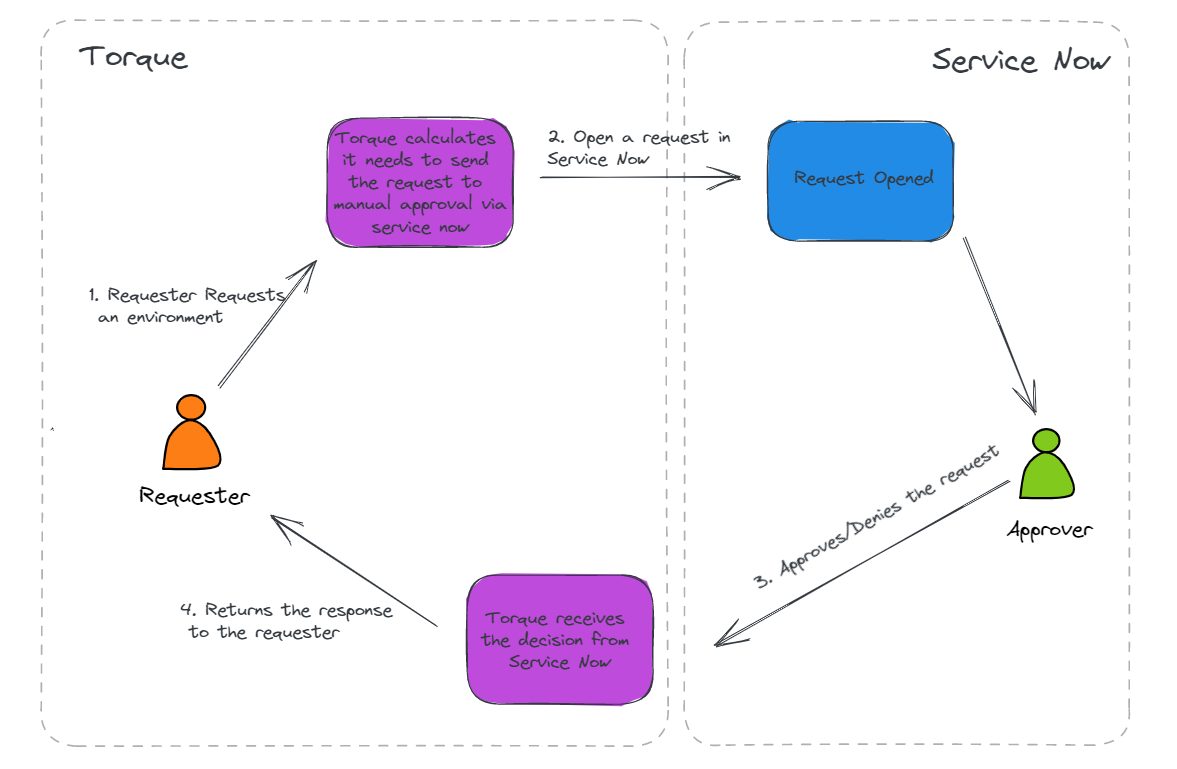 Torque
Service Now
Torque calculates
it needs to send
the request to
manual approval via
service now
2. Open a request in
Service Now
Request Opened
1. Requester Requests
an environment
Requester
3. Approves/Denies the request
Approver
4. Returns the response
to the requester
Torque receives
the decision from
Service Now